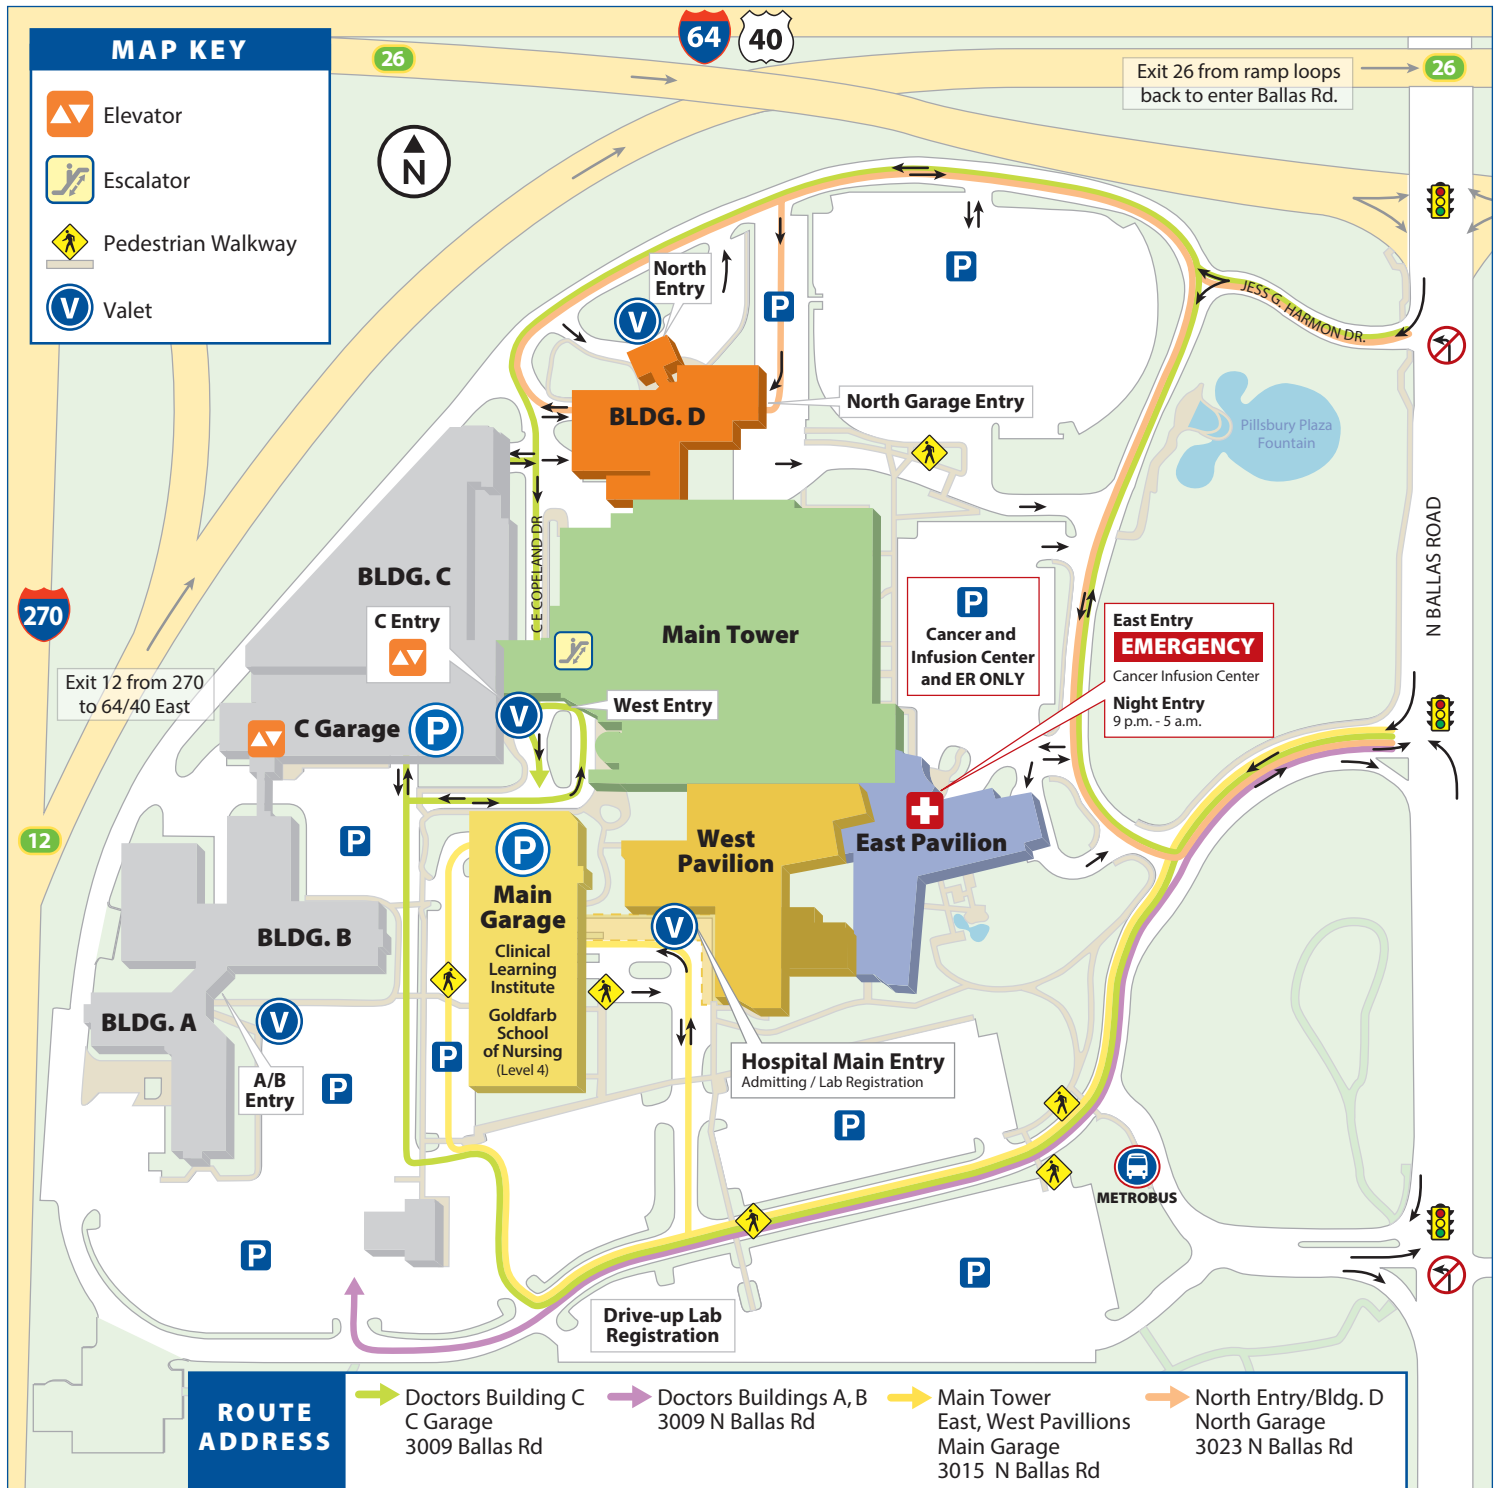 MAP KEY
Elevator
Escalator
Pedestrian Walkway
V
Valet
26
64
40
Exit 26 from ramp loops
back to enter Ballas Rd.
26
N
North
Entry
V
P
P
JESS G. HARMON DR.
BLDG. D
North Garage Entry
Pillsbury Plaza
Fountain
N BALLAS ROAD
C E COPELAND DR
BLDG. C
270
C Entry
Main Tower
P
Cancer and
Infusion Center
and ER ONLY
East Entry
EMERGENCY
Cancer Infusion Center
Night Entry
9 p.m. - 5 a.m.
Exit 12 from 270
to 64/40 East
C Garage
P
V
West Entry
12
P
P
Main
Garage
Clinical
Learning
Institute
Goldfarb
School
of Nursing
(Level 4)
West
Pavilion
East Pavilion
BLDG. B
V
BLDG. A
V
A/B
Entry
P
P
Hospital Main Entry
Admitting / Lab Registration
P
METROBUS
P
P
Drive-up Lab
Registration
ROUTE
ADDRESS
Doctors Building C
C Garage
3009 Ballas Rd
Doctors Buildings A, B
3009 N Ballas Rd
Main Tower
East, West Pavillions
Main Garage
3015 N Ballas Rd
North Entry/Bldg. D
North Garage
3023 N Ballas Rd